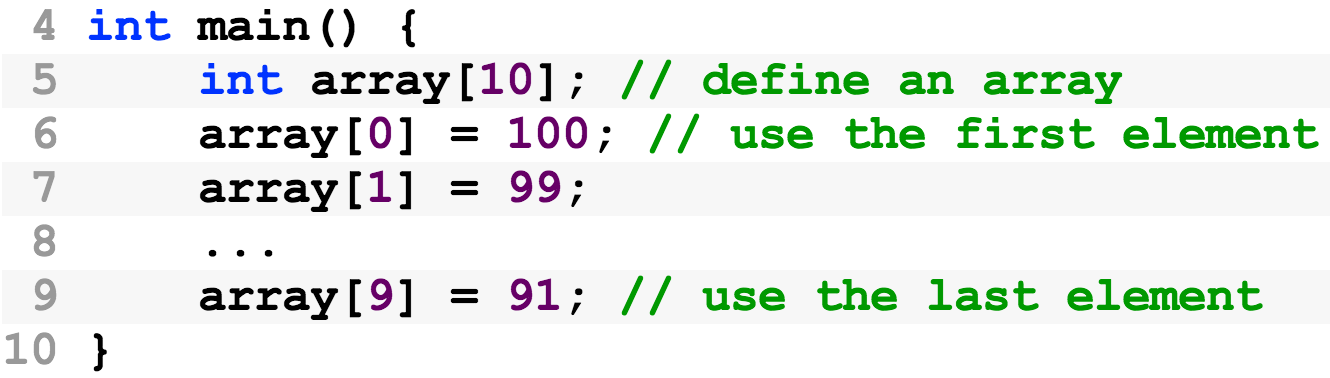 4 int main() {
5 int array[10]; // define an array
6 array[0] = 100; // use the first element
7 array[1] = 99;
8 ...
9 array[9] = 91; // use the last element
10 }